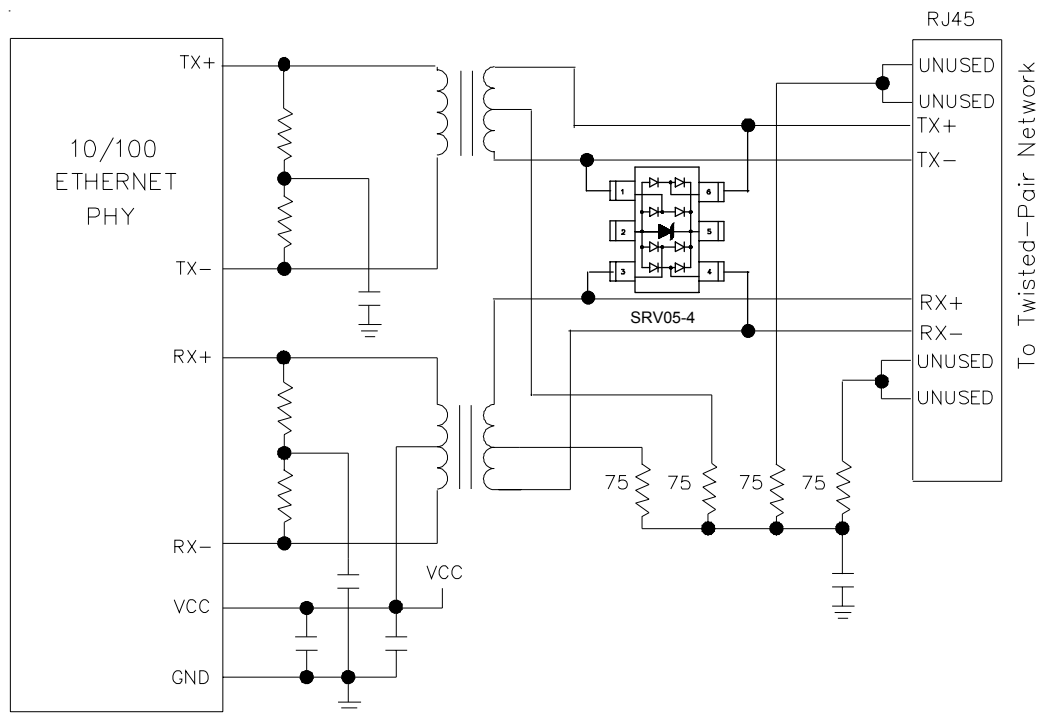 RJ45
TX+
UNUSED
UNUSED
TX+
TX-
10/100
ETHERNET
PHY
1
6
2
5
3
4
SRV05-4
TX-
RX+
RX-
UNUSED
UNUSED
To Twisted-Pair Network
RX+
75
75
75
75
RX-
VCC
VCC
GND